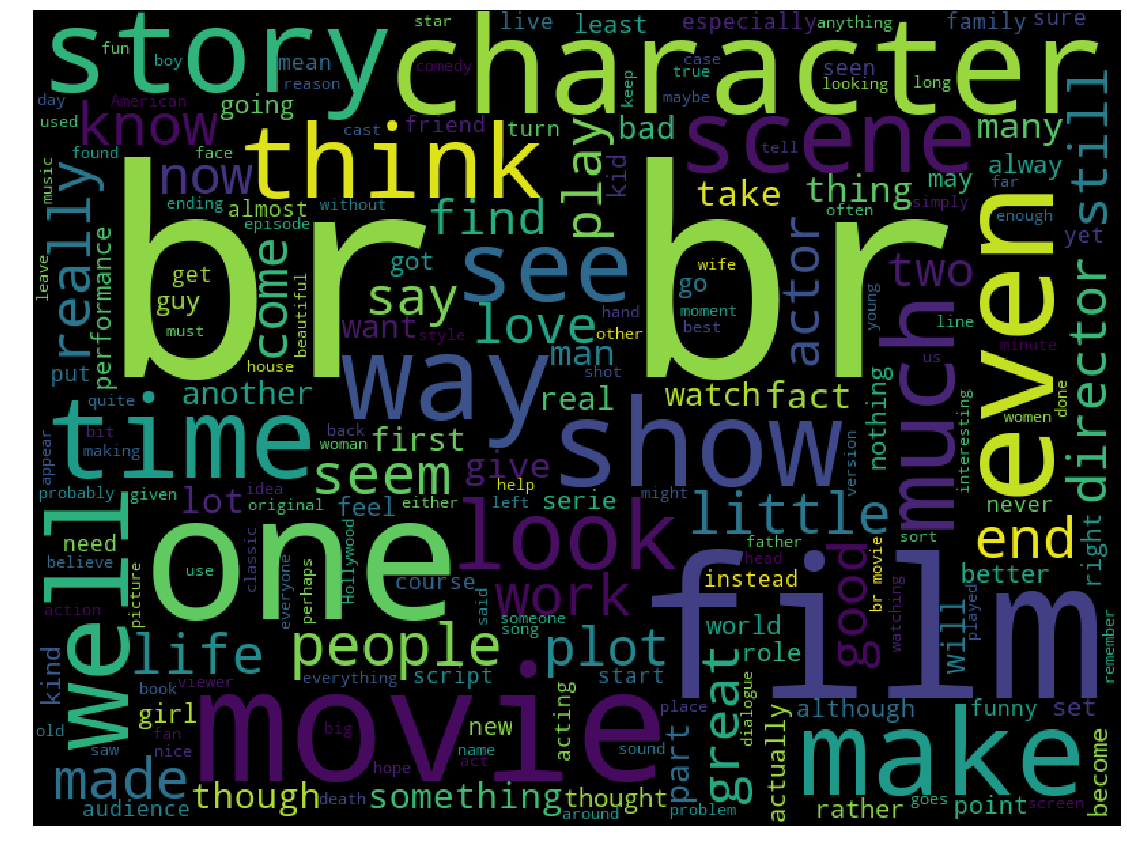 story
character
star
live
least
especially
anything
family
sure
fun
boy
mean
reason
comedy
keep
true
case
maybe
seen
looking
long
day
American
used
know
going
cast
friend
turn
play
bad
scene
tell
many
still
music
found
face
think
kid
now
take
thing
may
alway
far
ending
almost
without
find
episode
simply
often
enough
yet
really
performance
br br
come
got
see
actor
two
even
leave
get
guy
must
beautiful
say
go
wife
moment
best
young
much
line
director
want
style
love
hand
other
man
shot
us
minute
put
house
way
real
watch
fact
nothing
interesting
women
done
quite
another
time
back
first
woman
show
version
appear
bit
making
seem
give
help
probably
given
lot
idea
original
feel
either
left
serie
might
little
never
well
one
look
need
believe
use
classic
everyone
perhaps
Hollywood
course
work
said
father
head
instead
good
br movie
watching
sort
end
better
right
action
picture
someone
song
film
will
played
remember
kind
life
people
plot
world
role
great
everything
script
start
book
viewer
girl
movie
acting
new
place
part
dialogue
although
funny
set
old
fan
saw
nice
big
name
act
sound
actually
make
become
made
hope
audience
though
death
something
thought
around
problem
rather
goes
point
screen